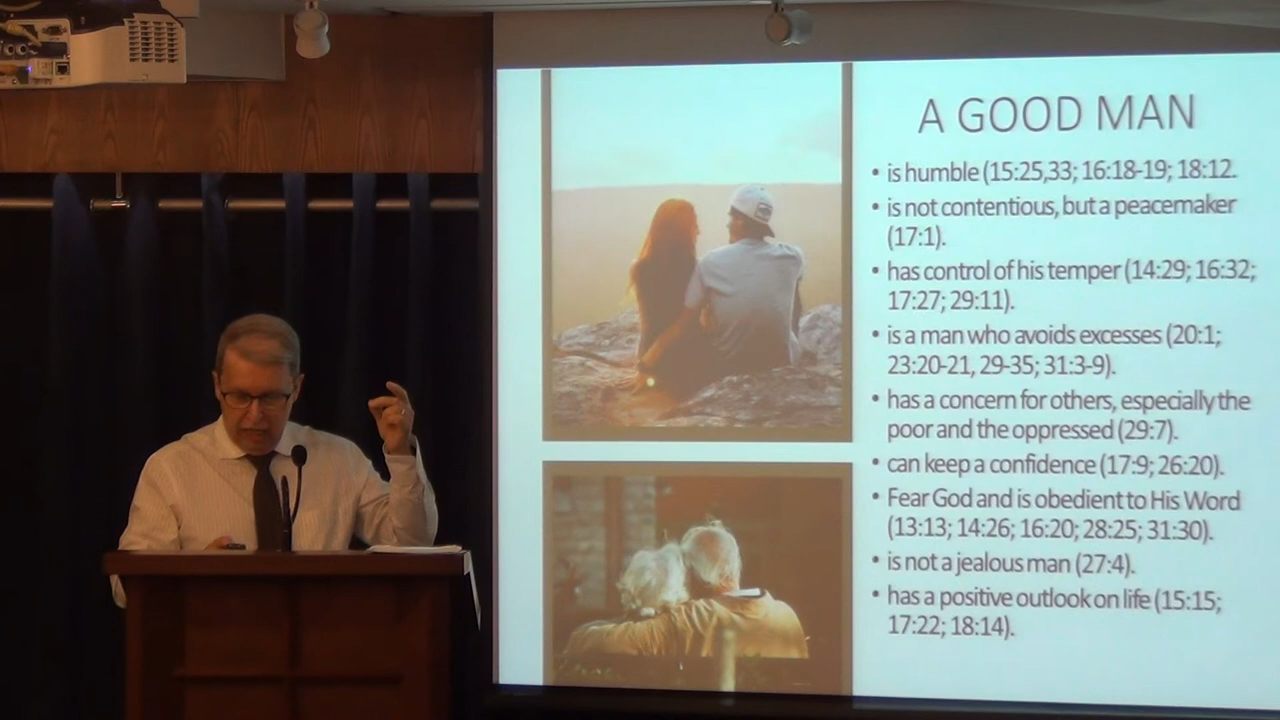 A GOOD MAN
• is humble (15:25,33; 16:18-19; 18:12.
• is not contentious, but a peacemaker
(17:1).
• has control of his temper (14:29; 16:32;
17:27; 29:11).
• is a man who avoids excesses (20:1;
23:20-21, 29-35; 31:3-9).
• has a concern for others, especially the
poor and the oppressed (29:7).
• can keep a confidence (17:9; 26:20).
• Fear God and is obedient to His Word
(13:13; 14:26; 16:20; 28:25; 31:30).
• is not a jealous man (27:4).
• has a positive outlook on life (15:15;
17:22; 18:14).